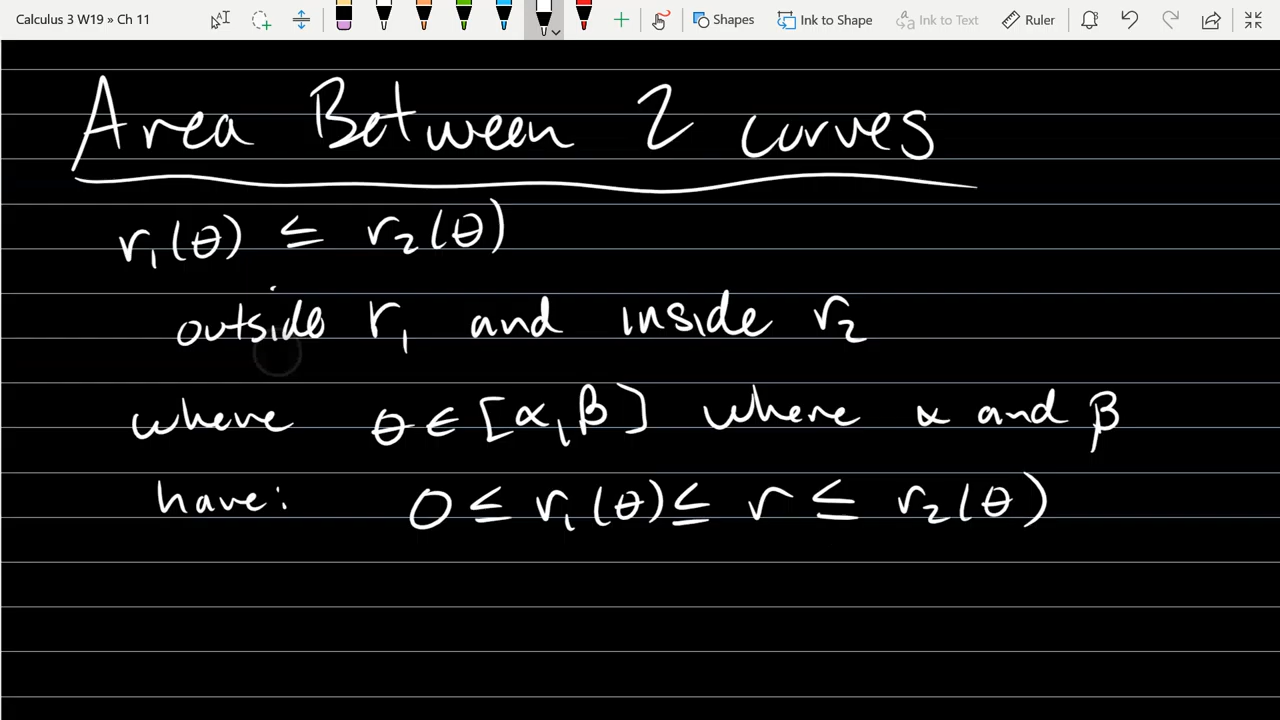 Calculus 3 W19 » Ch 11 Shapes Ink to Shape Ink to Text Ruler
Area Between 2 curves
r₁(θ) ≤ r₂(θ)
outside r₁ and inside r₂
where θ ∈ [α, β] where α and β
have: 0 ≤ r₁(θ) ≤ r ≤ r₂(θ)